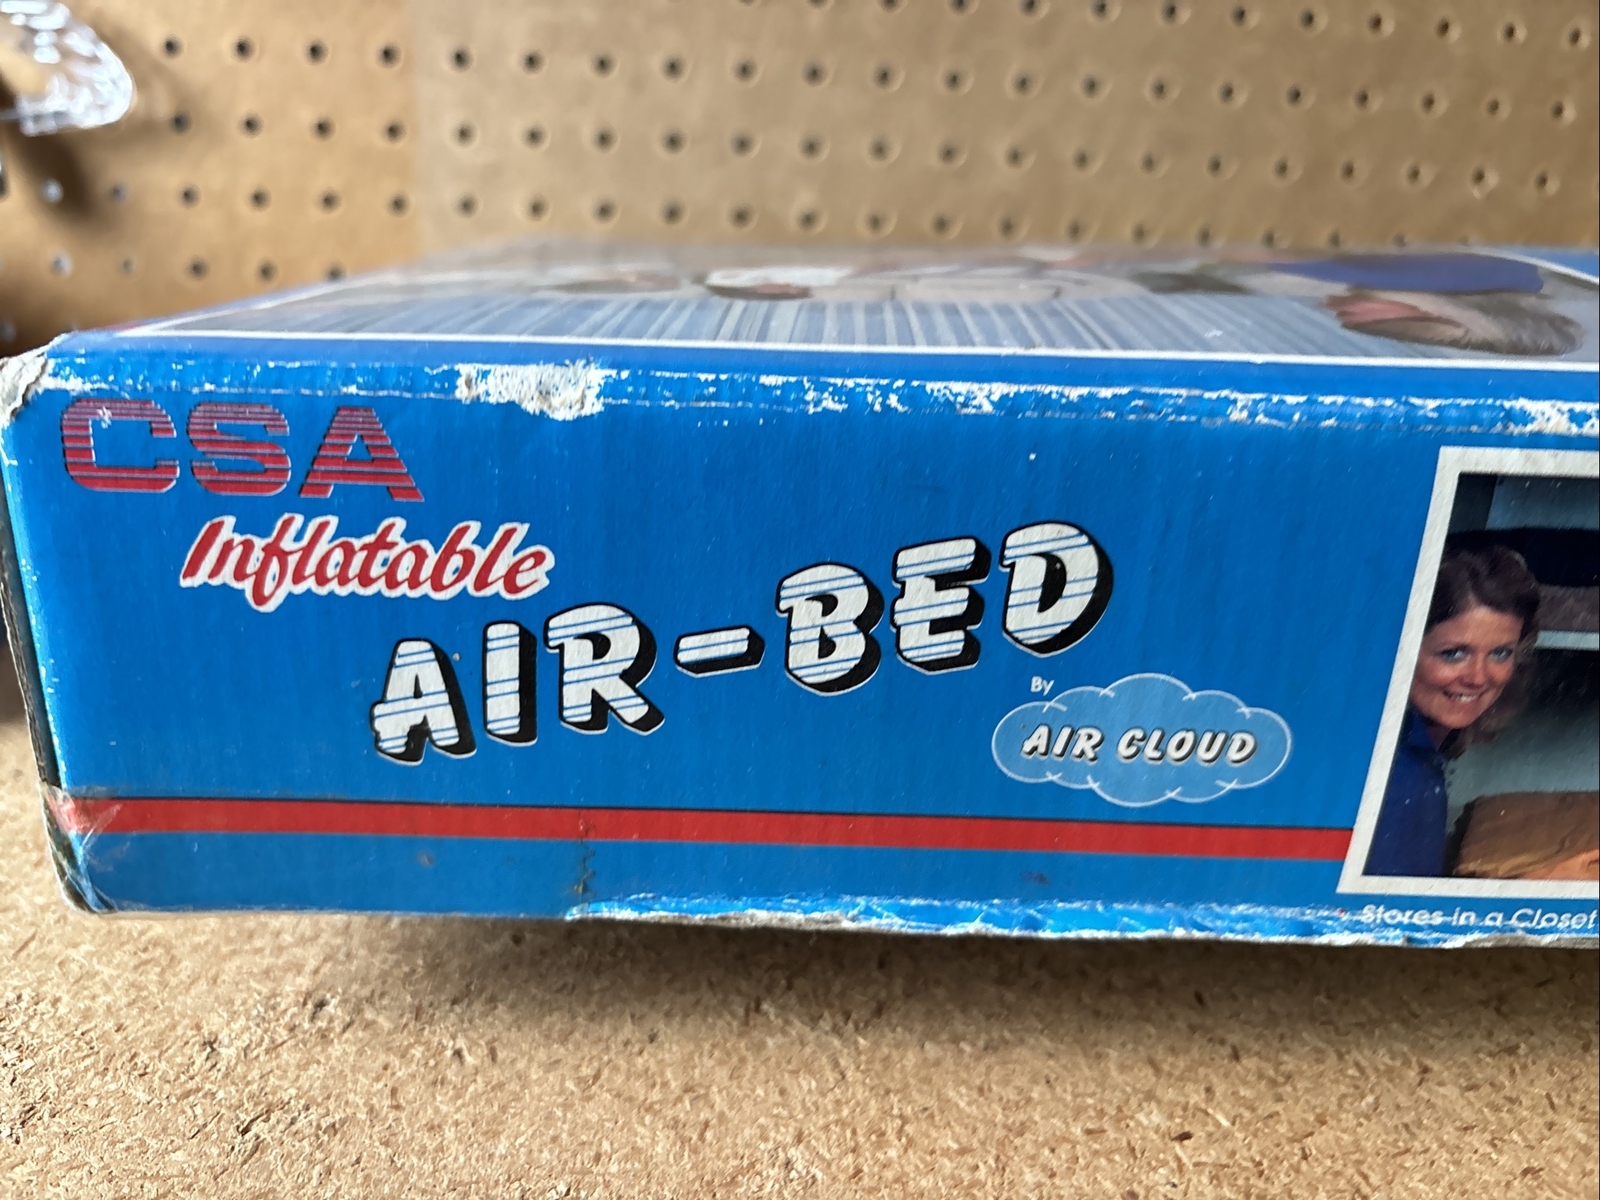 CSA
Inflatable
AIR-BED
By
AIR CLOUD
Stores in a Closet